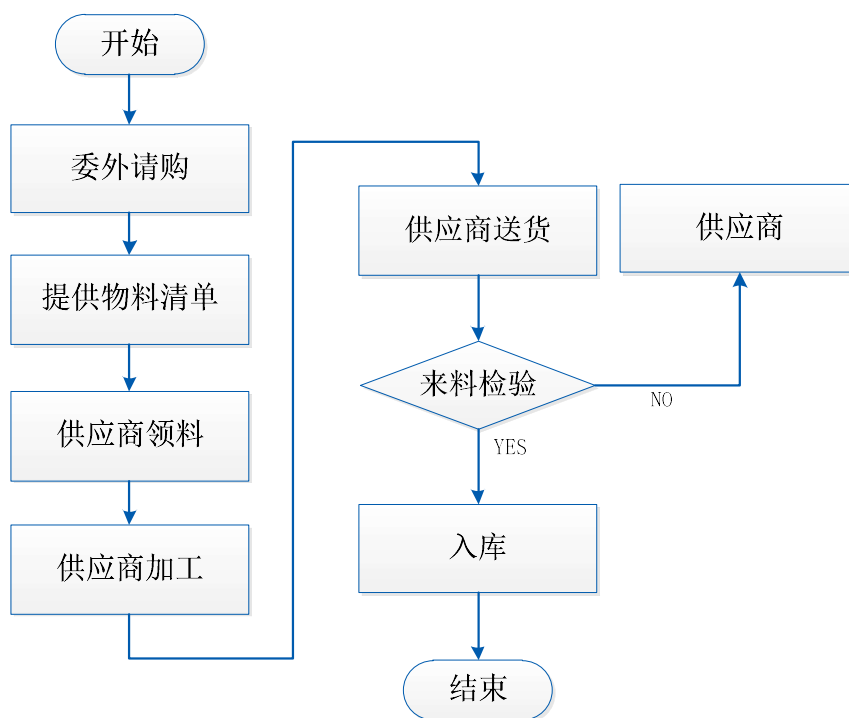 开始
委外请购
提供物料清单
供应商领料
供应商加工
供应商送货
供应商
来料检验
NO
YES
入库
结束